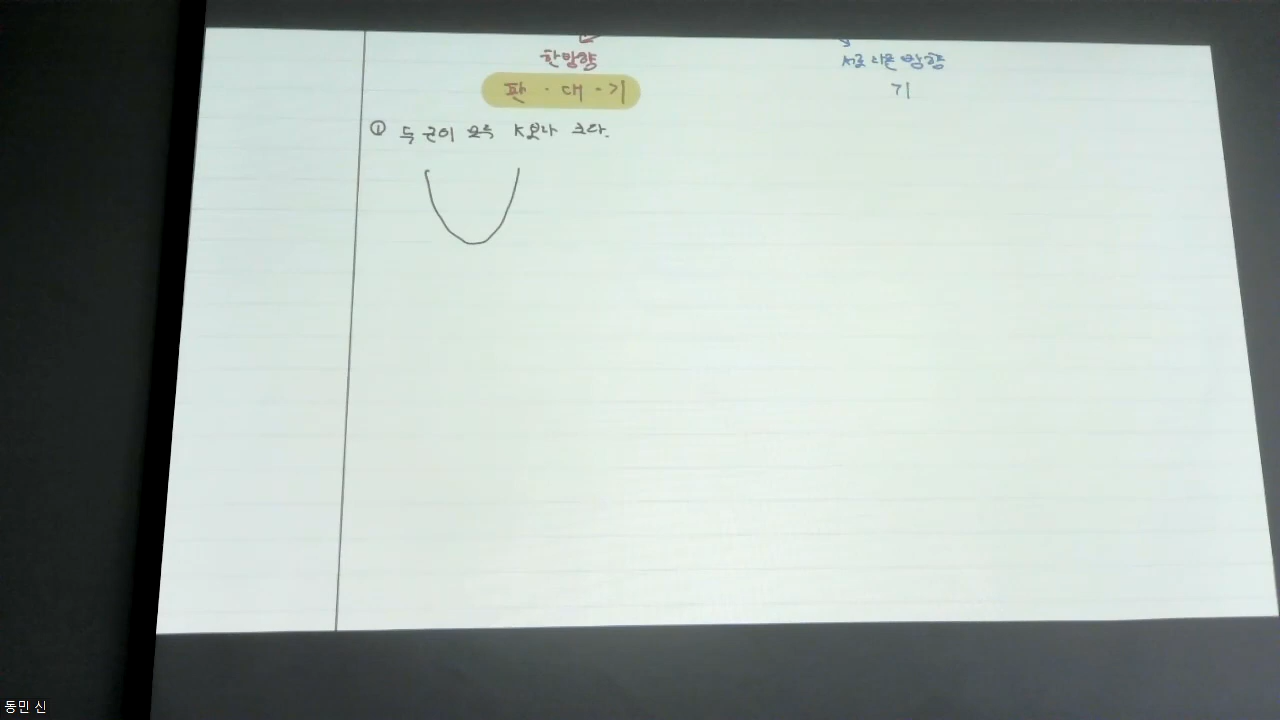 한방향
서로 다른 방향
판 · 대 · 기
기
① 두 근이 모두 k보다 크다.
동민 신